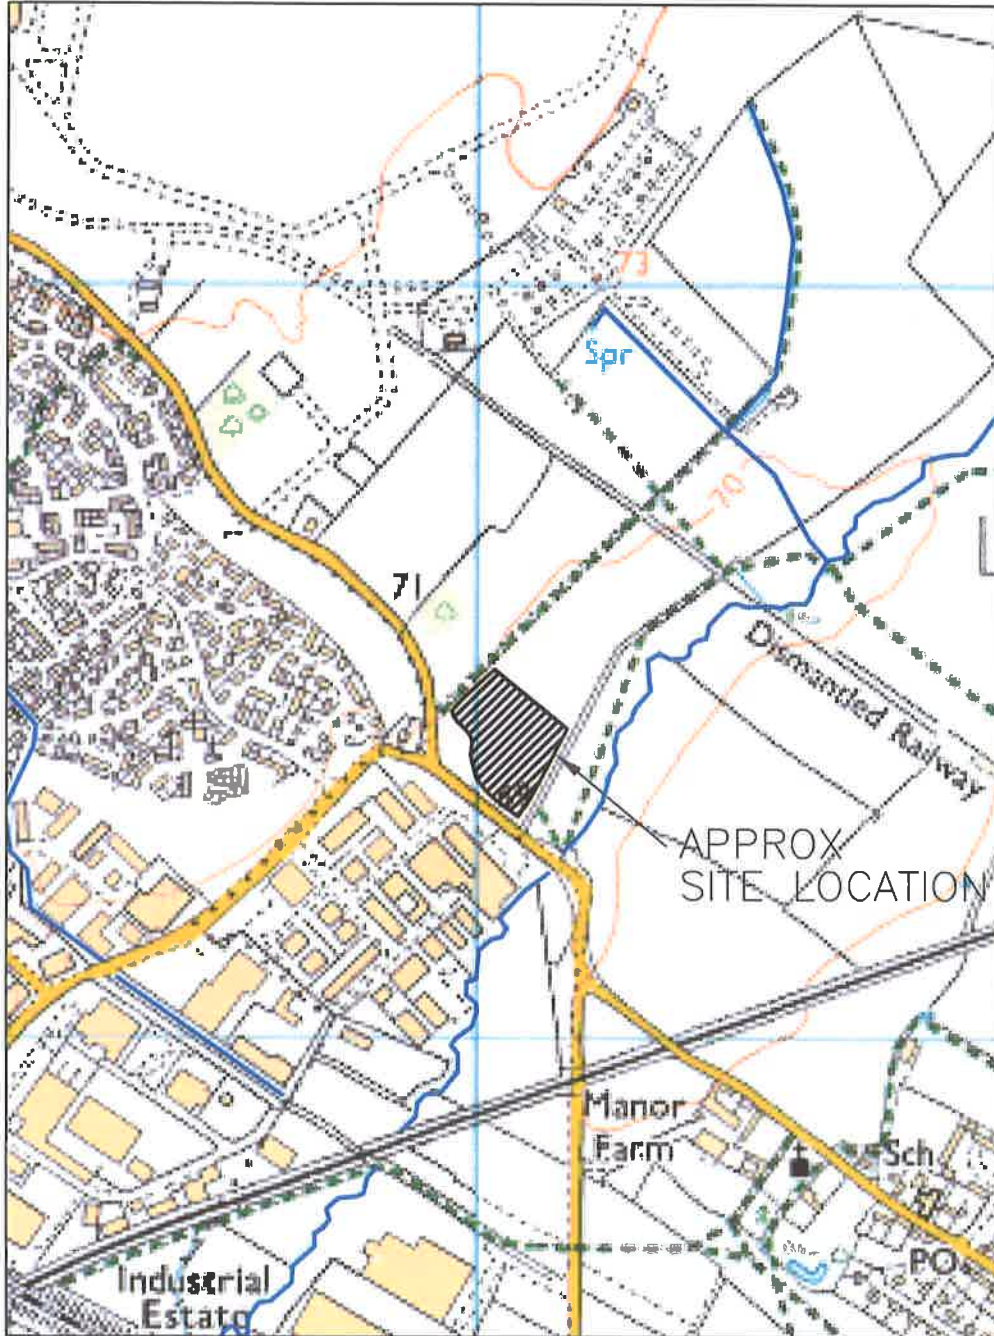 73
Spr
70
71
Dismantled Railway
APPROX
SITE LOCATION
Manor
Farm
Sch
PO
Industrial
Estate